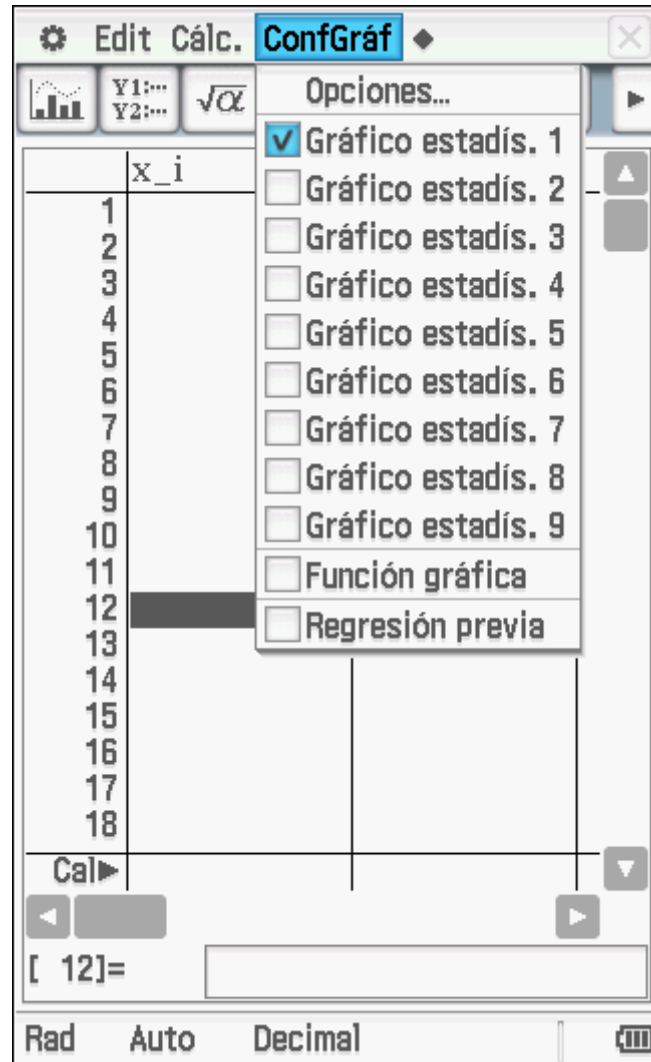 Edit Cálc. ConfGráf
Y1:···
Y2:···
√α
Opciones...
Gráfico estadís. 1
Gráfico estadís. 2
Gráfico estadís. 3
Gráfico estadís. 4
Gráfico estadís. 5
Gráfico estadís. 6
Gráfico estadís. 7
Gráfico estadís. 8
Gráfico estadís. 9
Función gráfica
Regresión previa
x_i
1
2
3
4
5
6
7
8
9
10
11
12
13
14
15
16
17
18
Cal▶
[ 12]=
Rad Auto Decimal